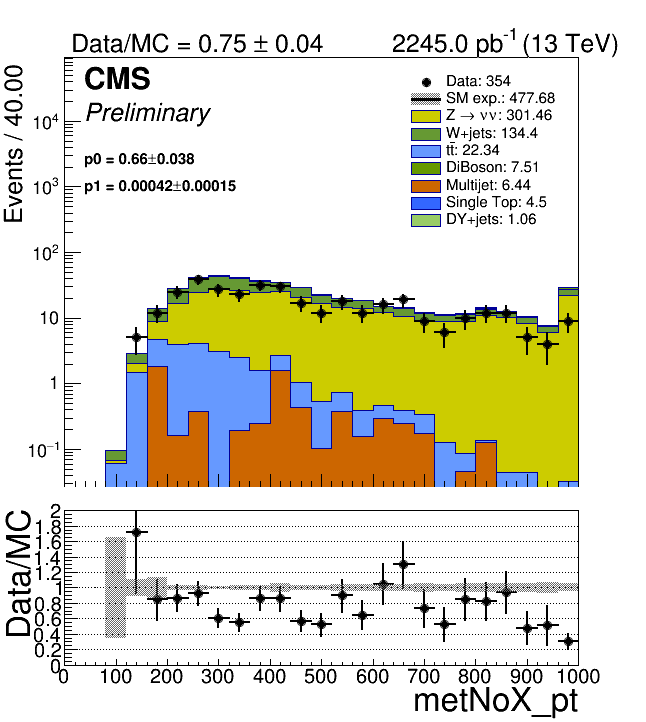 Data/MC = 0.75 ± 0.04 2245.0 pb⁻¹ (13 TeV)
CMS
Preliminary
p0 = 0.66±0.038
p1 = 0.00042±0.00015
Data: 354
SM exp.: 477.68
Z → νν: 301.46
W+jets: 134.4
tt̄: 22.34
DiBoson: 7.51
Multijet: 6.44
Single Top: 4.5
DY+jets: 1.06
Events / 40.00
10⁴
10³
10²
10
1
10⁻¹
Data/MC
2
1.8
1.6
1.4
1.2
1
0.8
0.6
0.4
0.2
0
0 100 200 300 400 500 600 700 800 900 1000
metNoX_pt